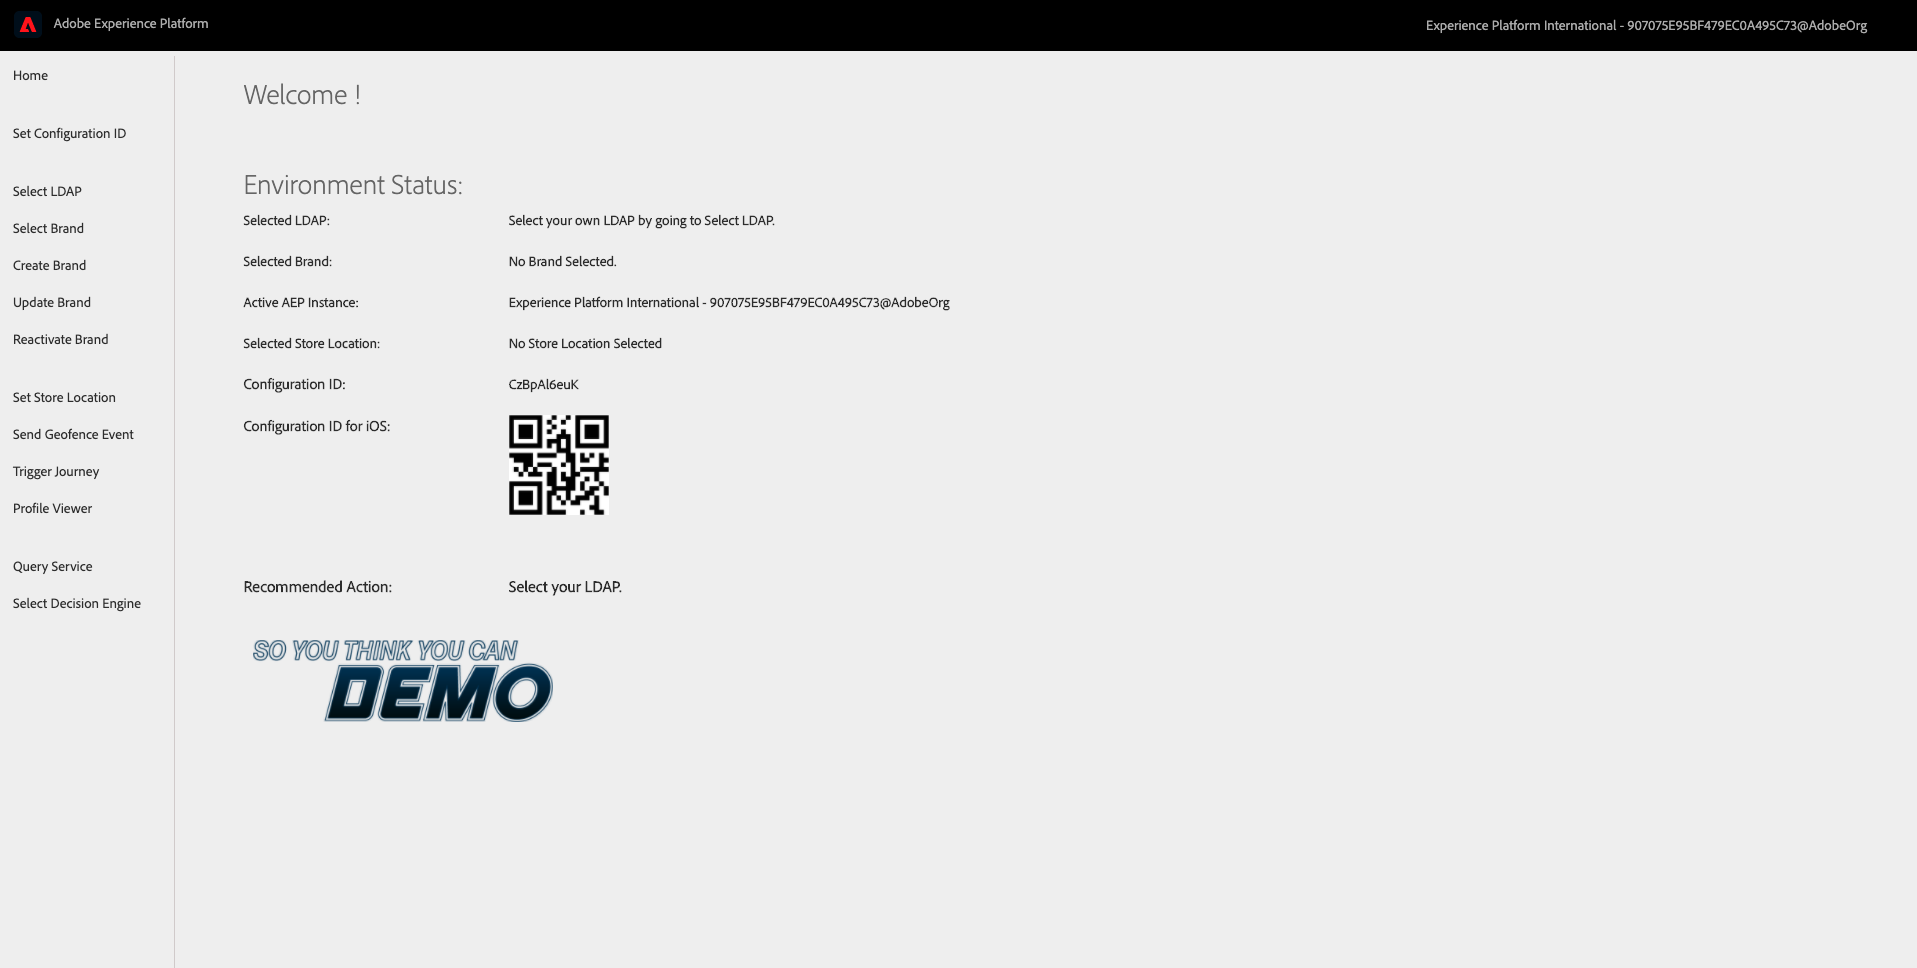 Adobe Experience Platform
Experience Platform International - 907075E95BF479EC0A495C73@AdobeOrg
Home
Set Configuration ID
Select LDAP
Select Brand
Create Brand
Update Brand
Reactivate Brand
Set Store Location
Send Geofence Event
Trigger Journey
Profile Viewer
Query Service
Select Decision Engine
Welcome !
Environment Status:
Selected LDAP: Select your own LDAP by going to Select LDAP.
Selected Brand: No Brand Selected.
Active AEP Instance: Experience Platform International - 907075E95BF479EC0A495C73@AdobeOrg
Selected Store Location: No Store Location Selected
Configuration ID: CzBpAl6euK
Configuration ID for iOS:
Recommended Action: Select your LDAP.
SO YOU THINK YOU CAN
DEMO